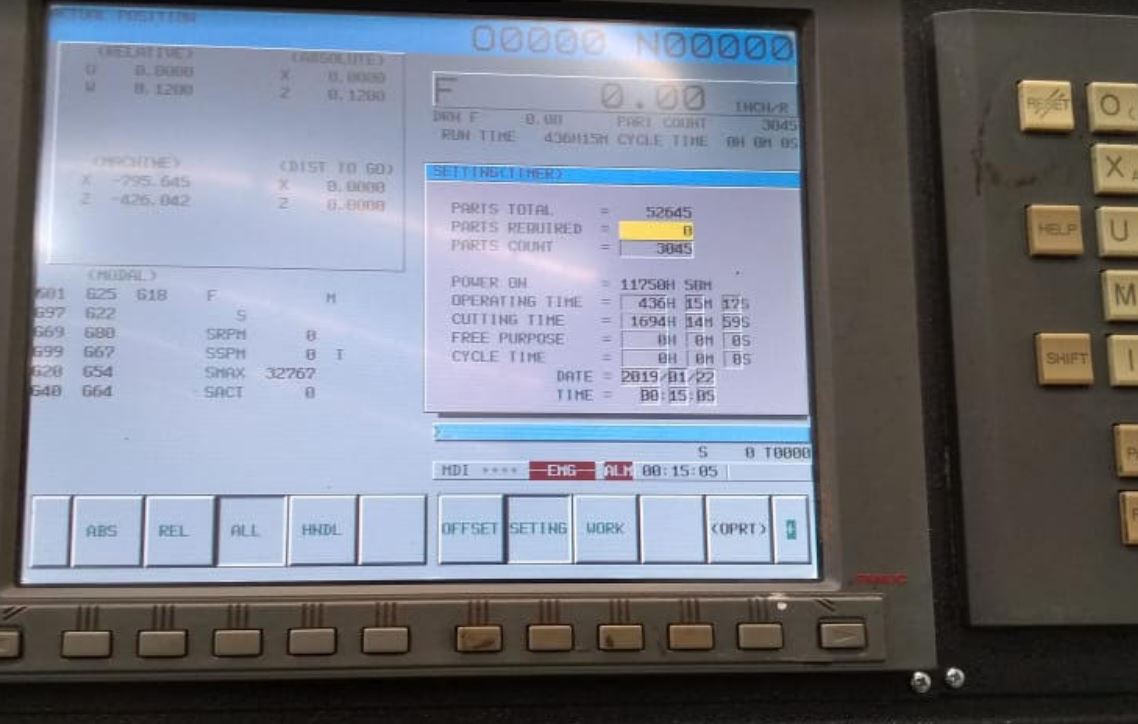 ACTUAL POSITION
O0000 N00000
(RELATIVE) (ABSOLUTE)
U 0.0000 X 0.0000
W 0.1200 Z 0.1200
F 0.00 INCH/R
DRN F 0.00 PART COUNT 3045
RUN TIME 436H15M CYCLE TIME 0H 0M 0S
(MACHINE) (DIST TO GO)
X -795.645 X 0.0000
Z -426.042 Z 0.0000
SETTING(TIMER)
PARTS TOTAL = 52645
PARTS REQUIRED = 0
PARTS COUNT = 3045
POWER ON = 11750H 50M
OPERATING TIME = 436H 15M 17S
CUTTING TIME = 1694H 14M 59S
FREE PURPOSE = 0H 0M 0S
CYCLE TIME = 0H 0M 0S
DATE = 2019/01/22
TIME = 00:15:05
(MODAL)
G01 G25 G18 F M
G97 G22 S
G69 G80 SRPM 0
G99 G67 SSPM 0 T
G20 G54 SMAX 32767
G40 G64 SACT 0
S 0 T0000
MDI **** EMG ALM 00:15:05
ABS REL ALL HNDL OFFSET SETING WORK (OPRT) +
FANUC
RESET O
X
HELP U
M
SHIFT I